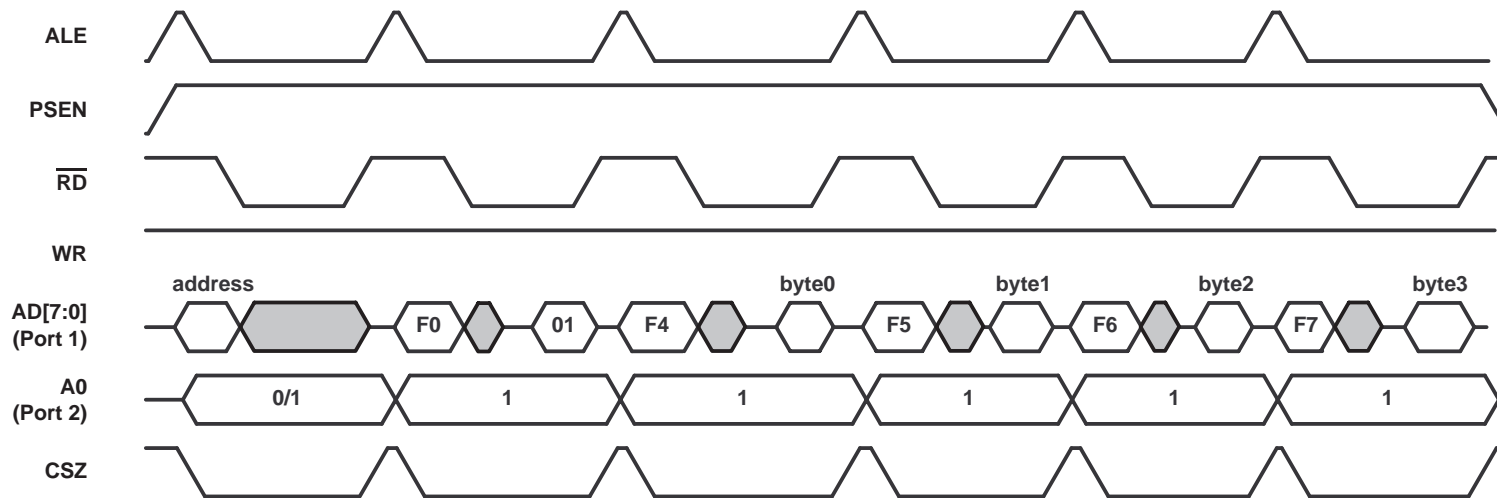 ALE
PSEN
RD
WR
address
byte0
byte1
byte2
byte3
AD[7:0]
(Port 1)
F0
01
F4
F5
F6
F7
A0
(Port 2)
0/1
1
1
1
1
1
CSZ